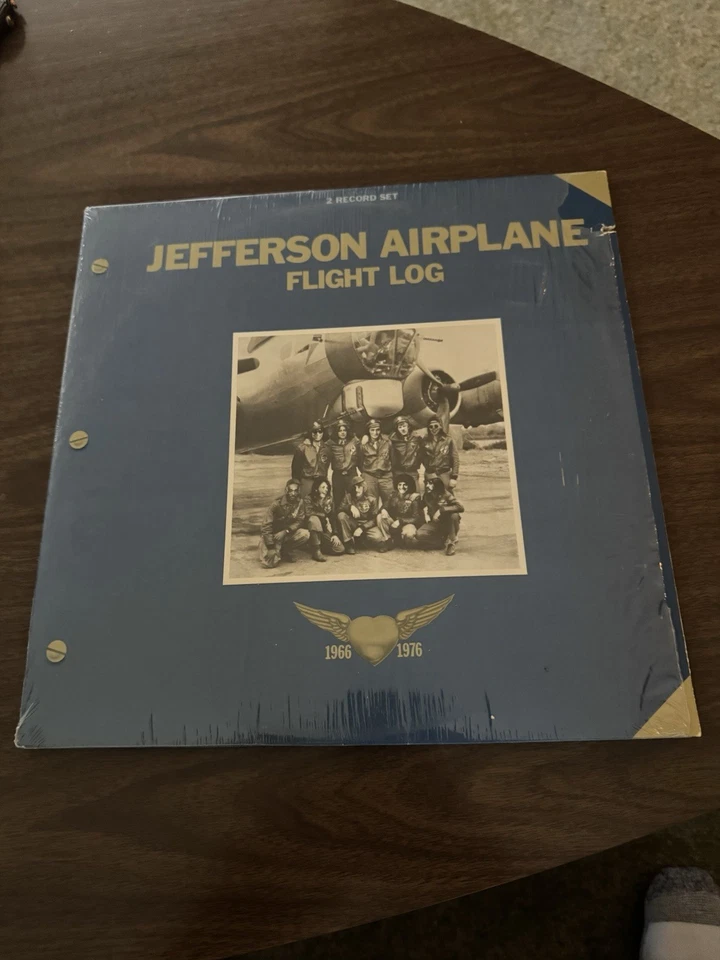 2 RECORD SET
JEFFERSON AIRPLANE
FLIGHT LOG
1966 1976